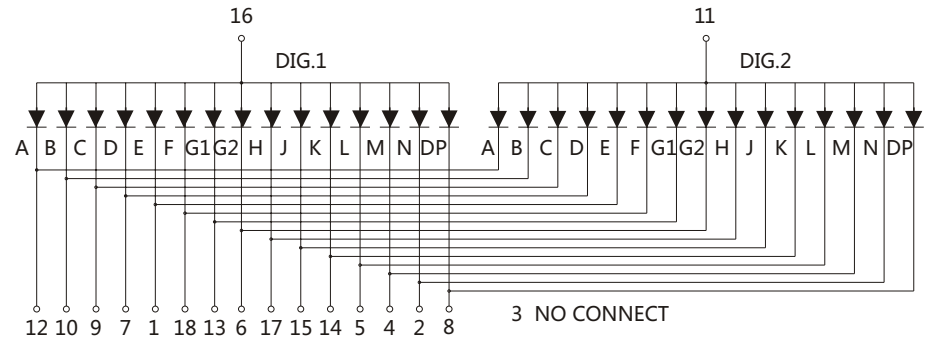 16 11
DIG.1 DIG.2
A B C D E F G1 G2 H J K L M N DP A B C D E F G1 G2 H J K L M N DP
3 NO CONNECT
12 10 9 7 1 18 13 6 17 15 14 5 4 2 8